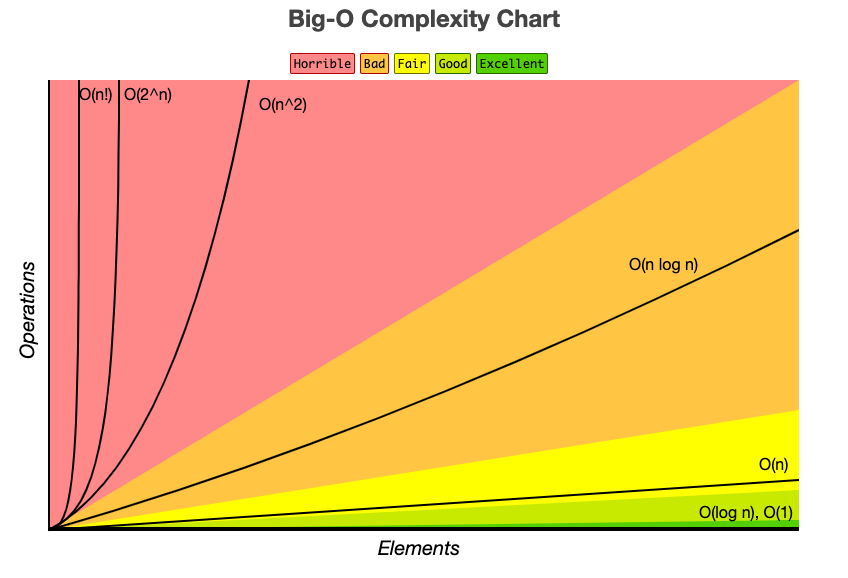 Big-O Complexity Chart
Horrible Bad Fair Good Excellent
O(n!) O(2^n)
O(n^2)
O(n log n)
O(n)
O(log n), O(1)
Operations
Elements